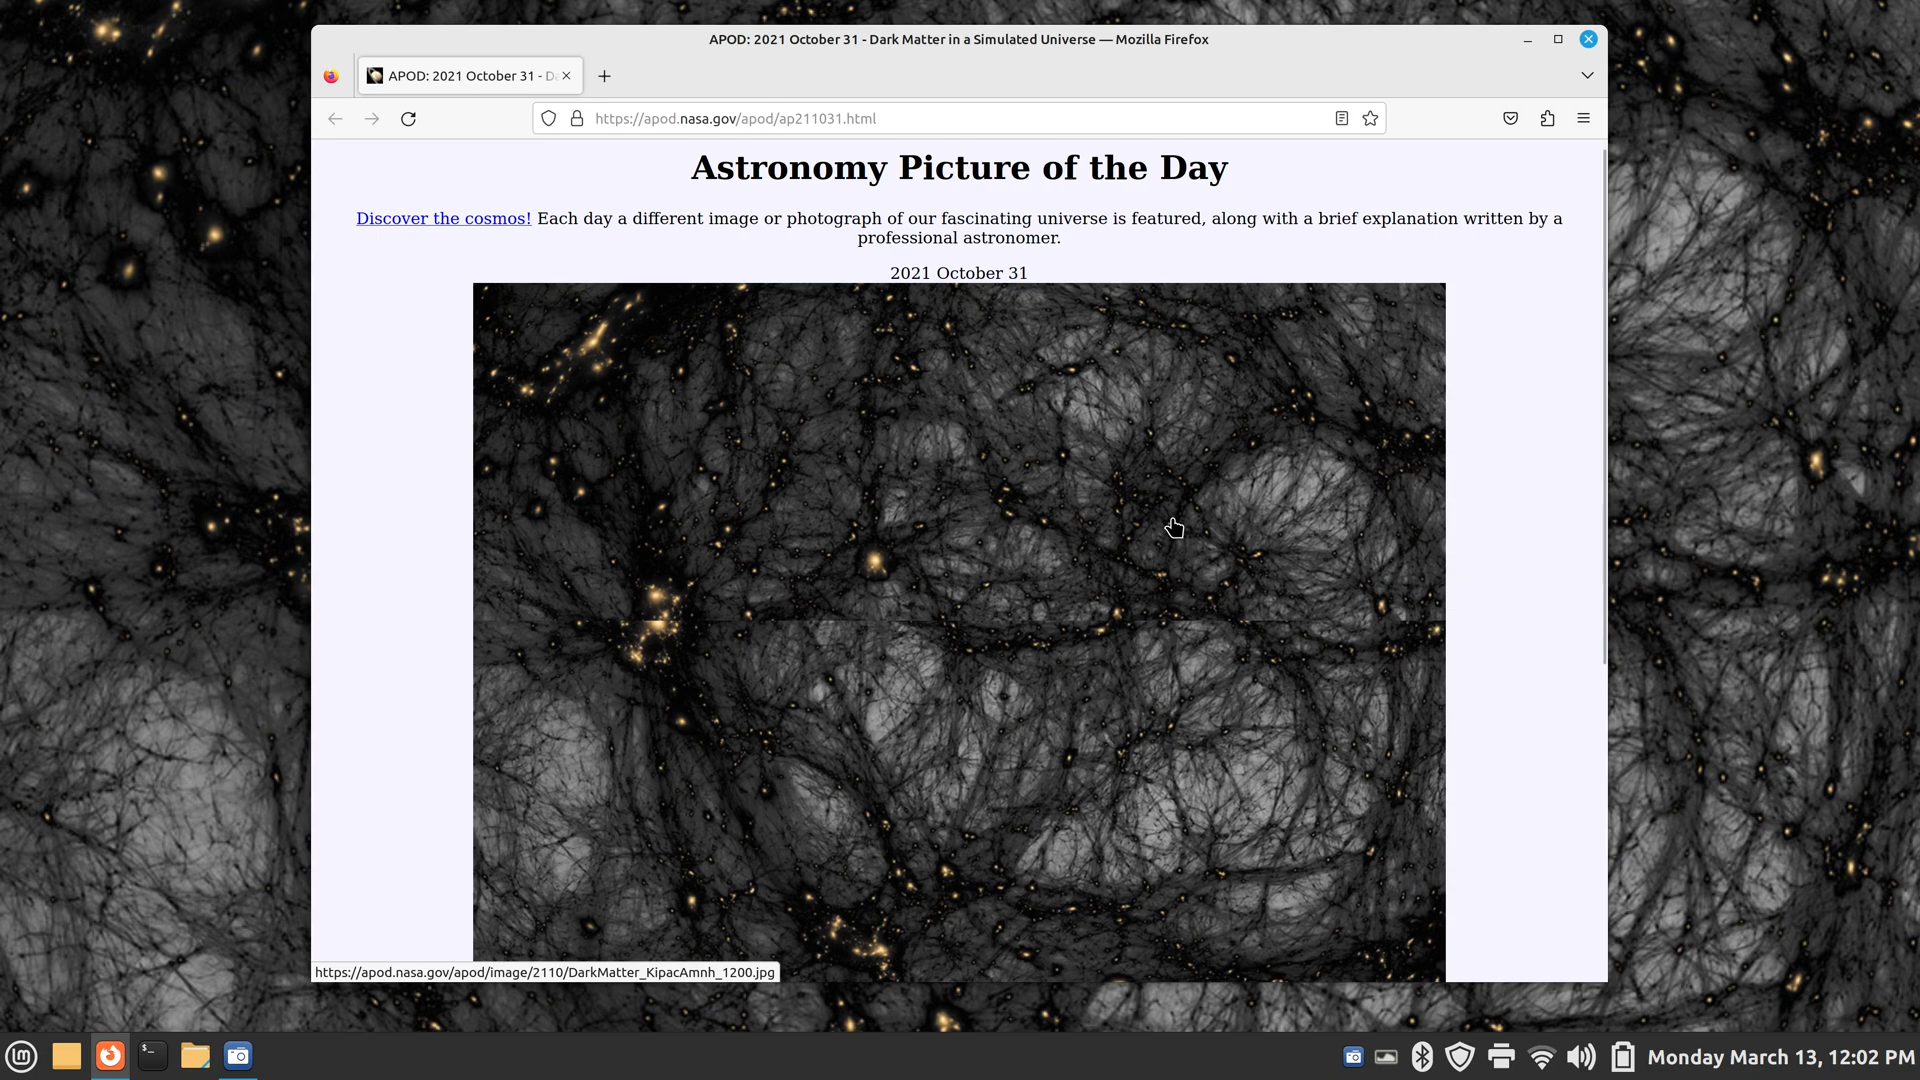 APOD: 2021 October 31 - Dark Matter in a Simulated Universe — Mozilla Firefox
APOD: 2021 October 31 - Da
https://apod.nasa.gov/apod/ap211031.html
Astronomy Picture of the Day
Discover the cosmos! Each day a different image or photograph of our fascinating universe is featured, along with a brief explanation written by a
professional astronomer.
2021 October 31
https://apod.nasa.gov/apod/image/2110/DarkMatter_KipacAmnh_1200.jpg
lm
$_
Monday March 13, 12:02 PM